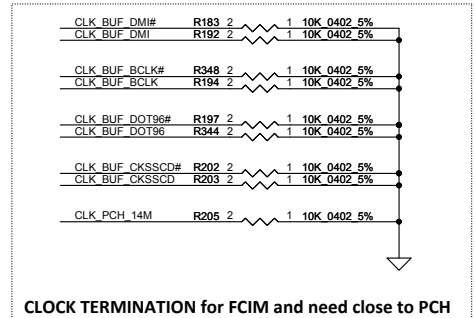 CLK_BUF_DMI# R183 2 1 10K_0402_5%
CLK_BUF_DMI R192 2 1 10K_0402_5%
CLK_BUF_BCLK# R348 2 1 10K_0402_5%
CLK_BUF_BCLK R194 2 1 10K_0402_5%
CLK_BUF_DOT96# R197 2 1 10K_0402_5%
CLK_BUF_DOT96 R344 2 1 10K_0402_5%
CLK_BUF_CKSSCD# R202 2 1 10K_0402_5%
CLK_BUF_CKSSCD R203 2 1 10K_0402_5%
CLK_PCH_14M R205 2 1 10K_0402_5%
CLOCK TERMINATION for FCIM and need close to PCH